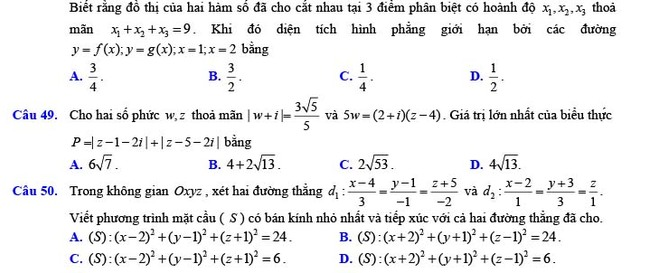 Biết rằng đồ thị của hai hàm số đã cho cắt nhau tại 3 điểm phân biệt có hoành độ x₁, x₂, x₃ thoả
mãn x₁ + x₂ + x₃ = 9. Khi đó diện tích hình phẳng giới hạn bởi các đường
y = f(x); y = g(x); x = 1; x = 2 bằng
A. 3/4. B. 3/2. C. 1/4. D. 1/2.
Câu 49. Cho hai số phức w, z thoả mãn |w+i| = 3√5/5 và 5w = (2+i)(z−4). Giá trị lớn nhất của biểu thực
P = |z−1−2i| + |z−5−2i| bằng
A. 6√7. B. 4+2√13. C. 2√53. D. 4√13.
Câu 50. Trong không gian Oxyz, xét hai đường thẳng d₁: (x−4)/3 = (y−1)/−1 = (z+5)/−2 và d₂: (x−2)/1 = (y+3)/3 = z/1.
Viết phương trình mặt cầu (S) có bán kính nhỏ nhất và tiếp xúc với cả hai đường thẳng đã cho.
A. (S): (x−2)² + (y−1)² + (z+1)² = 24. B. (S): (x+2)² + (y+1)² + (z−1)² = 24.
C. (S): (x−2)² + (y−1)² + (z+1)² = 6. D. (S): (x+2)² + (y+1)² + (z−1)² = 6.